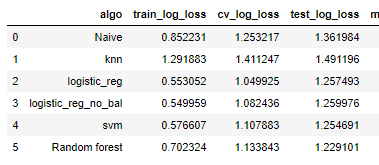 algo train_log_loss cv_log_loss test_log_loss m
0 Naive 0.852231 1.253217 1.361984
1 knn 1.291883 1.411247 1.491196
2 logistic_reg 0.553052 1.049925 1.257493
3 logistic_reg_no_bal 0.549959 1.082436 1.259976
4 svm 0.576607 1.107883 1.254691
5 Random forest 0.702324 1.133843 1.229101